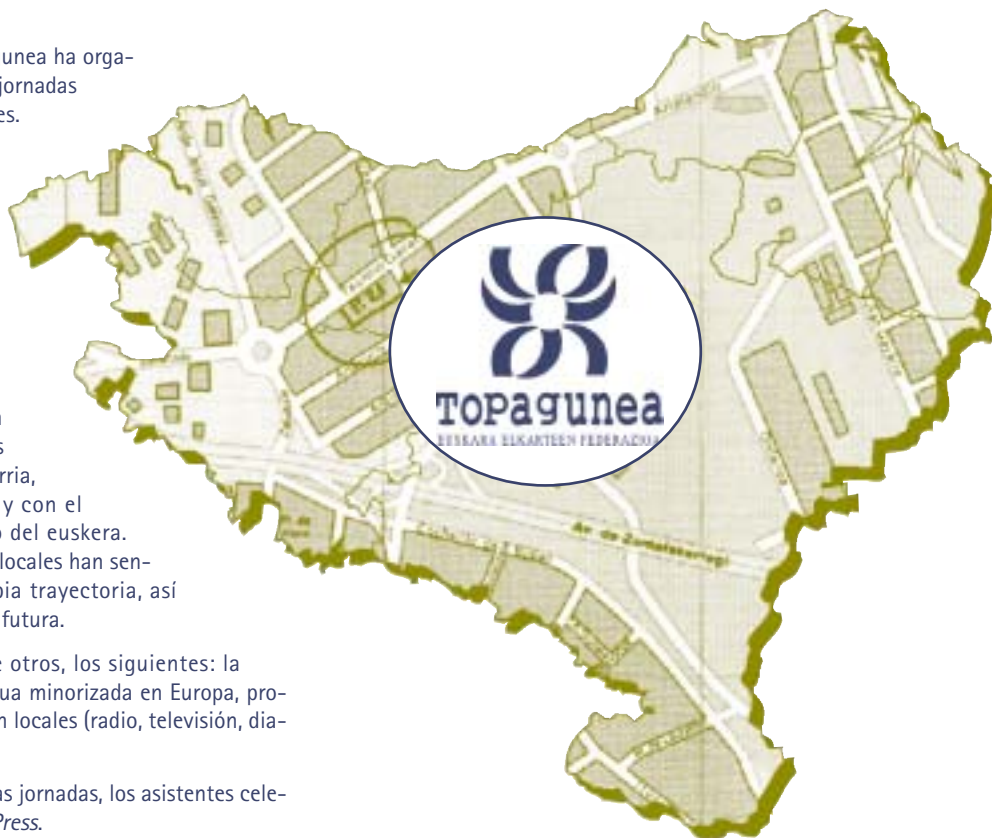 unea ha orga-
jornadas
es.
s
rria,
y con el
o del euskera.
locales han sen-
bia trayectoria, así
futura.
e otros, los siguientes: la
ua minorizada en Europa, pro-
n locales (radio, televisión, dia-
as jornadas, los asistentes cele-
Press.
TOPAGUNEA
EUSKARA ELKARTEEN FEDERAZIOA
Av. de Zumalakarregi